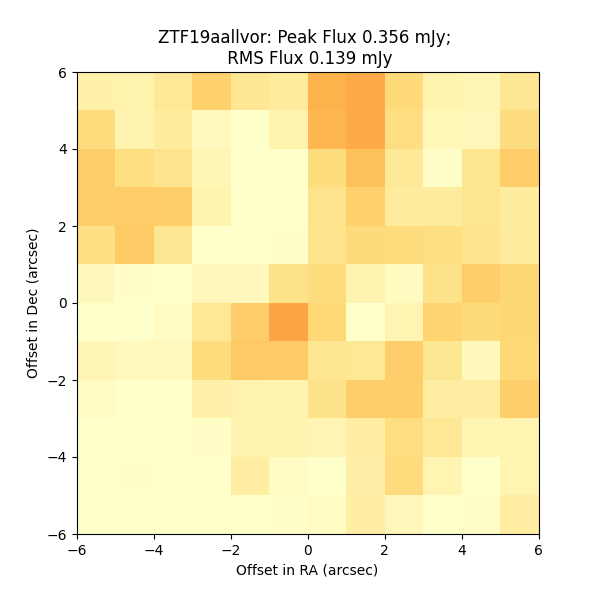 ZTF19aallvor: Peak Flux 0.356 mJy;
RMS Flux 0.139 mJy
6
4
2
0
−2
−4
−6
Offset in Dec (arcsec)
−6 −4 −2 0 2 4 6
Offset in RA (arcsec)